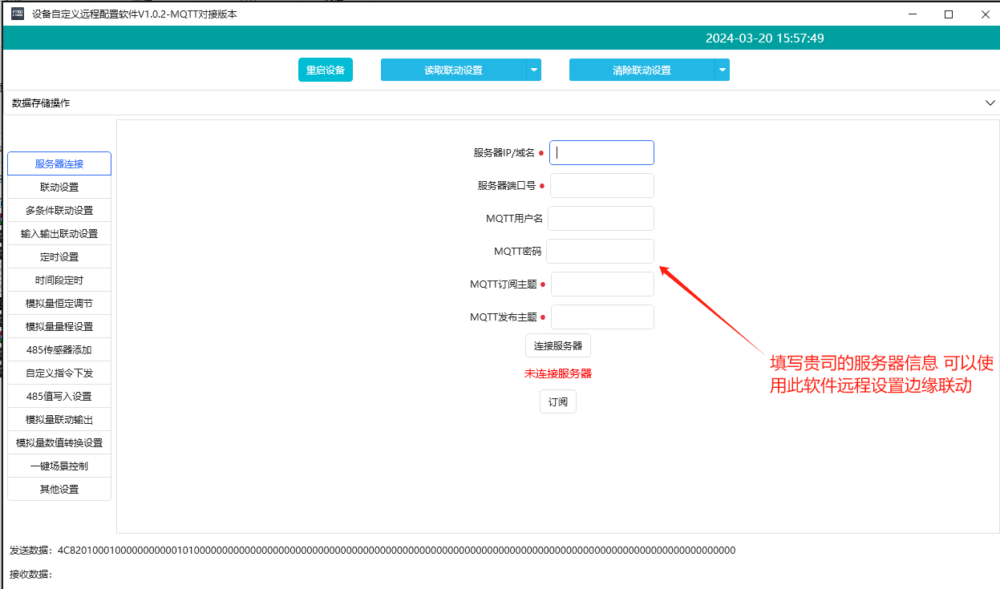 设备自定义远程配置软件V1.0.2-MQTT对接版本
2024-03-20 15:57:49
重启设备
读取联动设置
清除联动设置
数据存储操作
服务器连接
联动设置
多条件联动设置
输入输出联动设置
定时设置
时间段定时
模拟量恒定调节
模拟量量程设置
485传感器添加
自定义指令下发
485值写入设置
模拟量联动输出
模拟量数值转换设置
一键场景控制
其他设置
服务器IP/域名
服务器端口号
MQTT用户名
MQTT密码
MQTT订阅主题
MQTT发布主题
连接服务器
未连接服务器
订阅
填写贵司的服务器信息 可以使
用此软件远程设置边缘联动
发送数据：
接收数据：